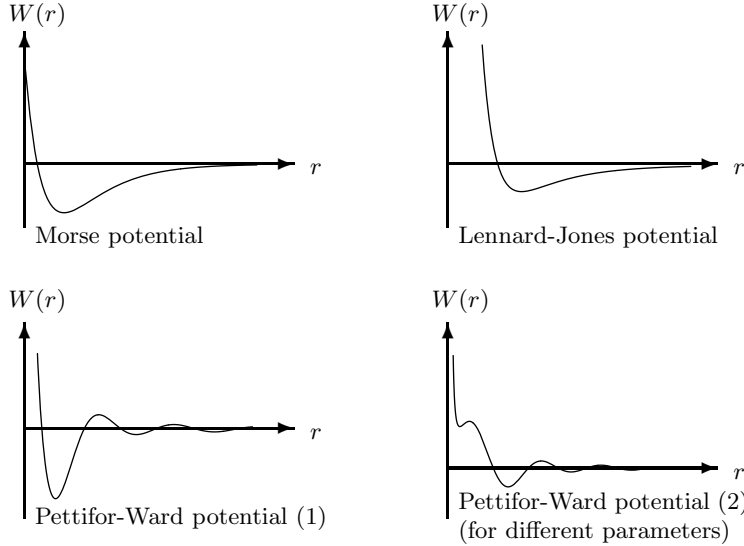 W(r)
r
Morse potential
W(r)
r
Lennard-Jones potential
W(r)
r
Pettifor-Ward potential (1)
W(r)
r
Pettifor-Ward potential (2)
(for different parameters)